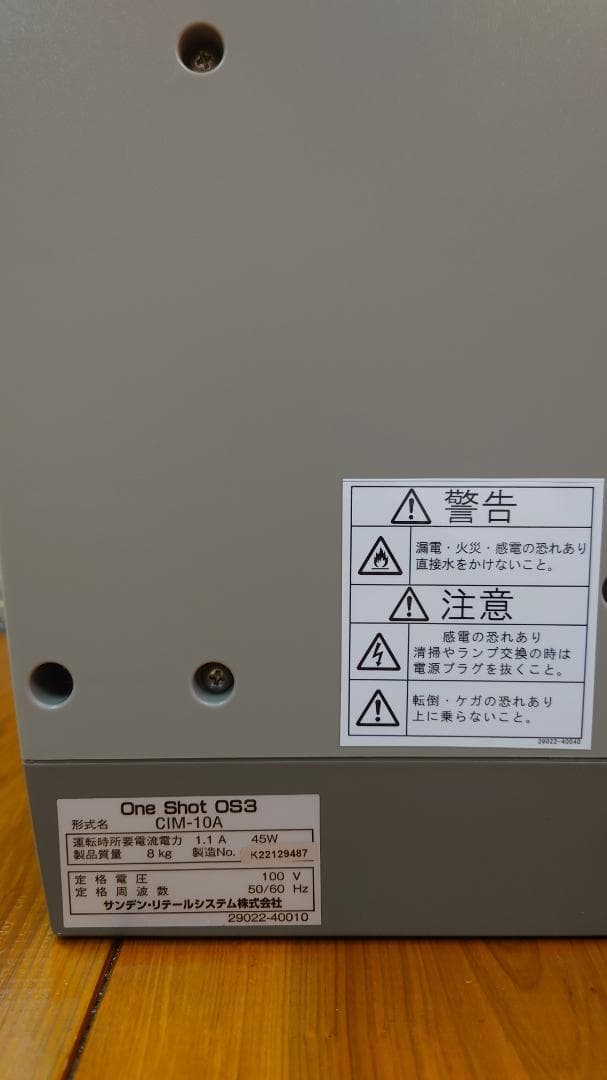 警告
漏電・火災・感電の恐れあり
直接水をかけないこと。
注意
感電の恐れあり
清掃やランプ交換の時は
電源プラグを抜くこと。
転倒・ケガの恐れあり
上に乗らないこと。
29022-40040
One Shot OS3
形式名 CIM-10A
運転時所要電流電力 1.1 A 45W
製品質量 8 kg 製造No. K22129487
定格電圧 100 V
定格周波数 50/60 Hz
サンデン・リテールシステム株式会社
29022-40010